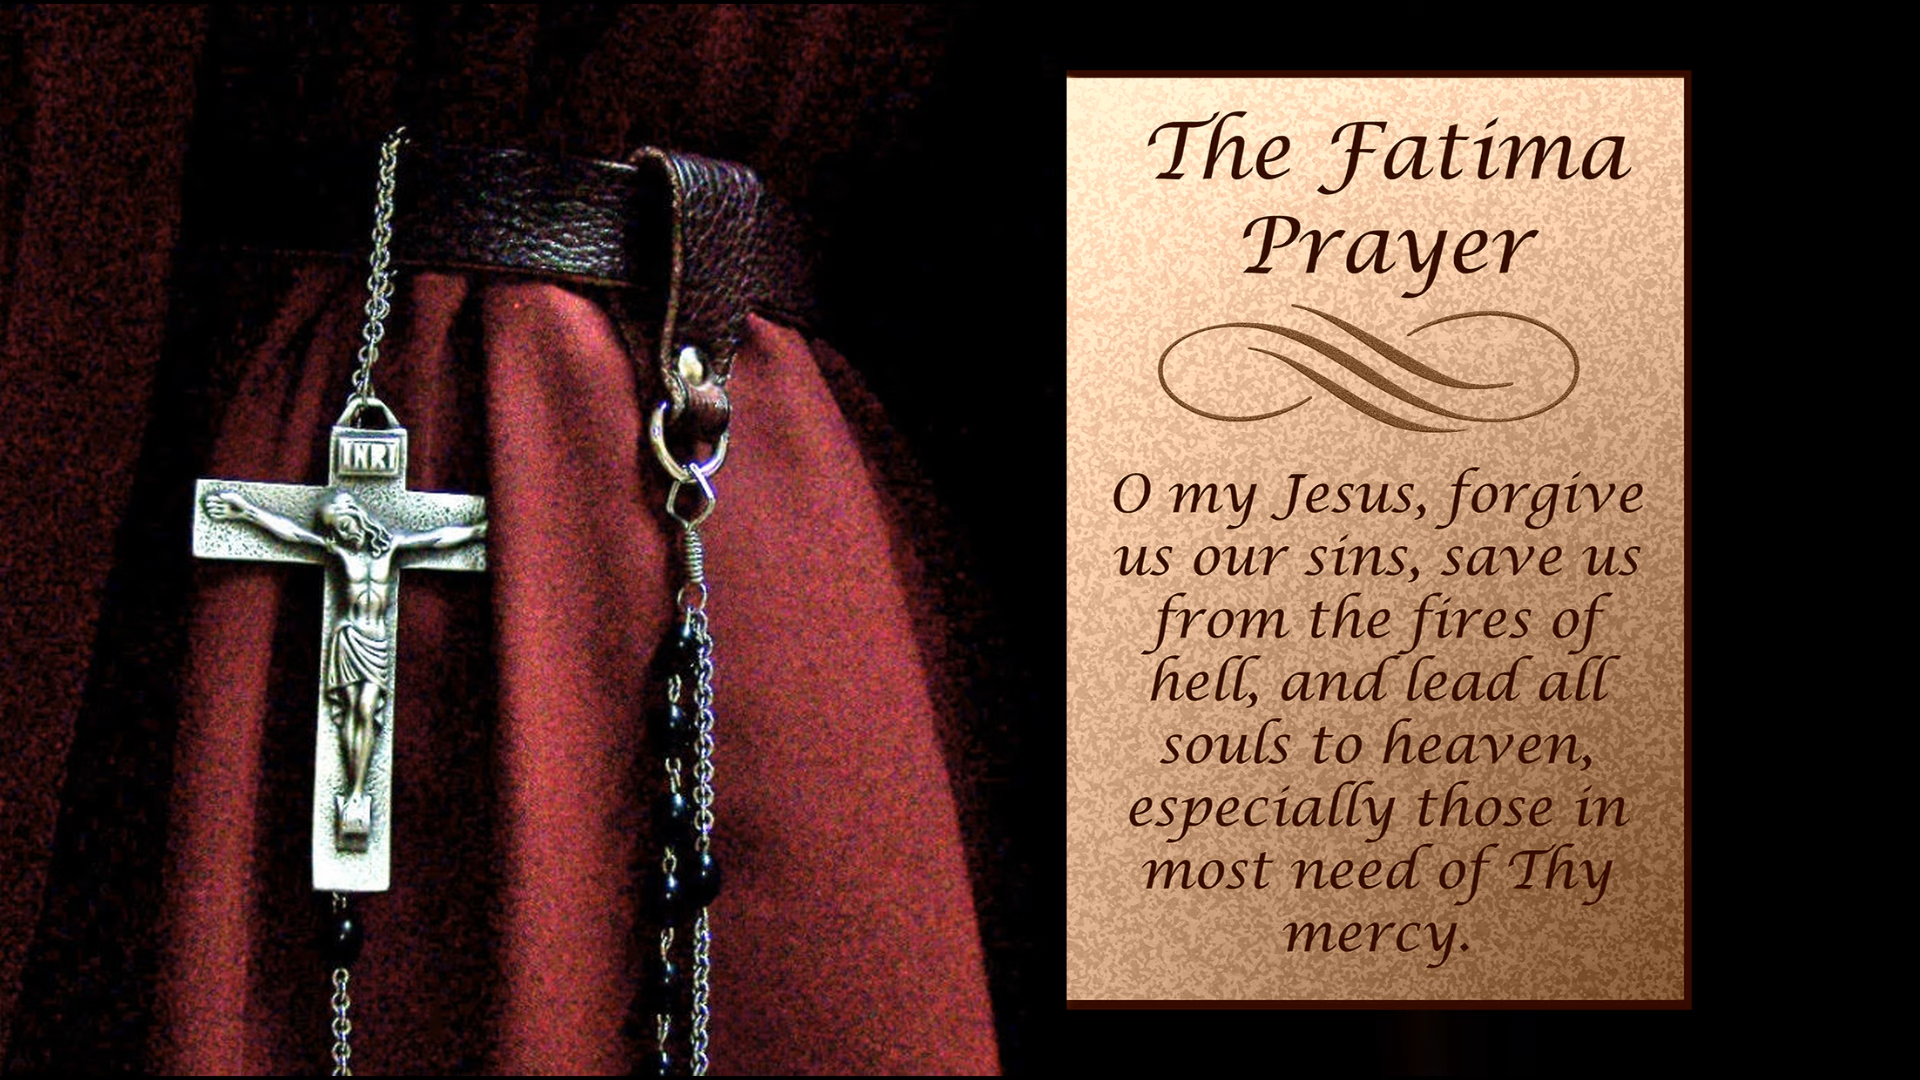 INRI
The Fatima
Prayer
O my Jesus, forgive
us our sins, save us
from the fires of
hell, and lead all
souls to heaven,
especially those in
most need of Thy
mercy.